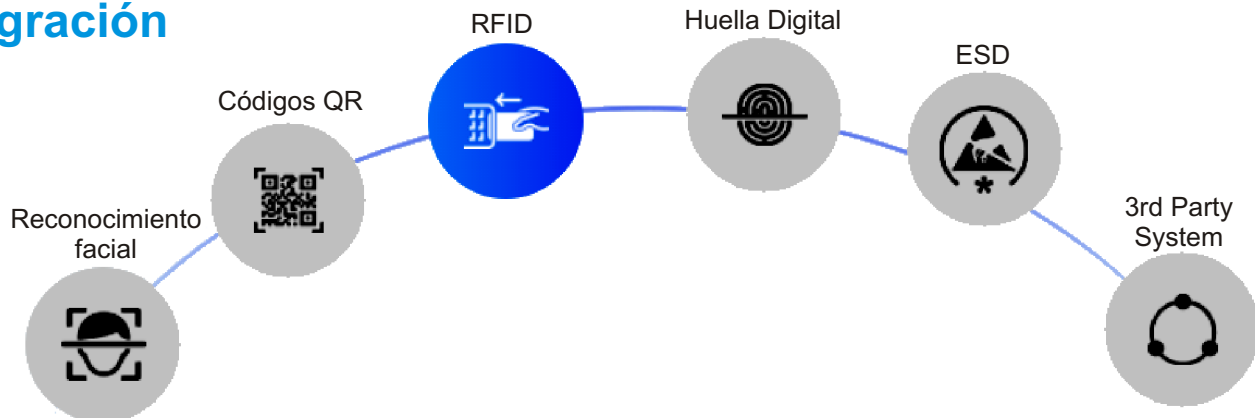 gración
RFID
Huella Digital
ESD
Códigos QR
3rd Party
System
Reconocimiento
facial